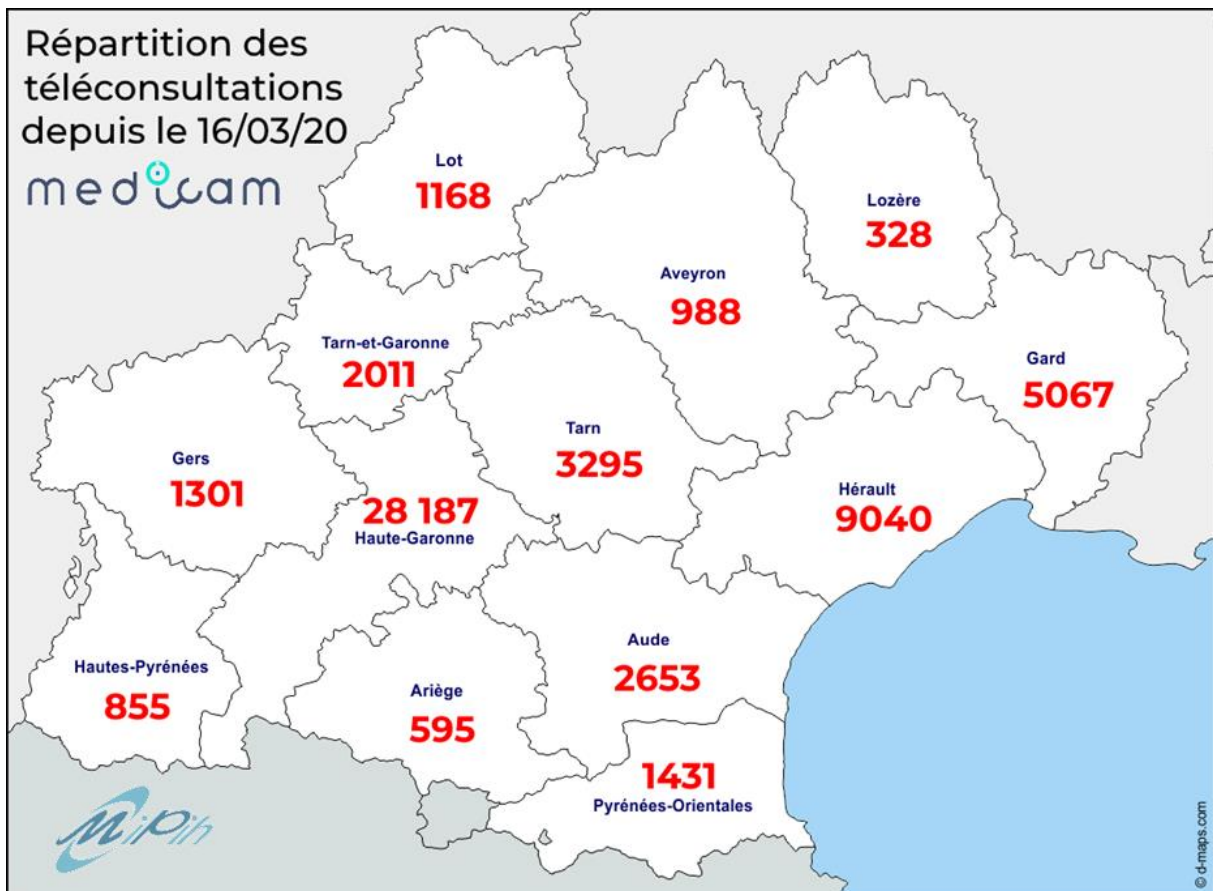 Répartition des
téléconsultations
depuis le 16/03/20
medicam
Lot
1168
Lozère
328
Aveyron
988
Tarn-et-Garonne
2011
Gard
5067
Tarn
3295
Gers
1301
Hérault
9040
28 187
Haute-Garonne
Aude
2653
Hautes-Pyrénées
855
Ariège
595
1431
Pyrénées-Orientales
MiPih
© d-maps.com